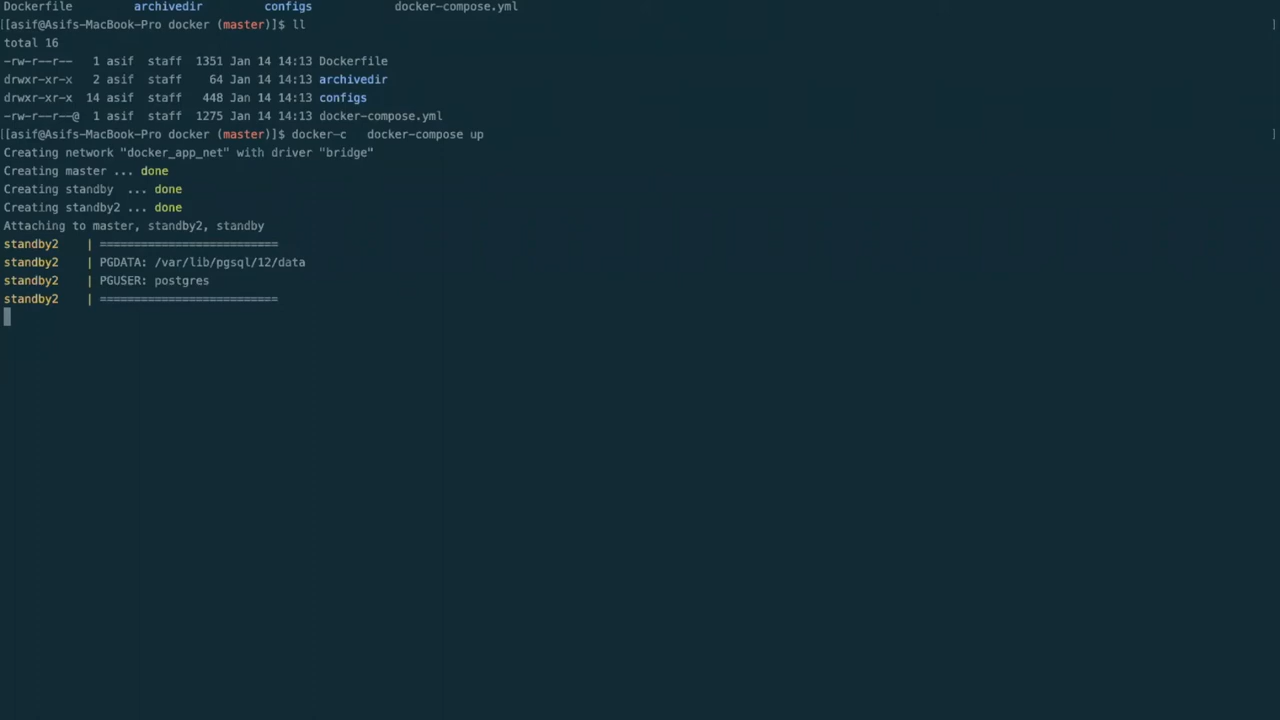 Dockerfile archivedir configs docker-compose.yml
[[asif@Asifs-MacBook-Pro docker (master)]$ ll ]
total 16
-rw-r--r-- 1 asif staff 1351 Jan 14 14:13 Dockerfile
drwxr-xr-x 2 asif staff 64 Jan 14 14:13 archivedir
drwxr-xr-x 14 asif staff 448 Jan 14 14:13 configs
-rw-r--r--@ 1 asif staff 1275 Jan 14 14:13 docker-compose.yml
[[asif@Asifs-MacBook-Pro docker (master)]$ docker-c docker-compose up ]
Creating network "docker_app_net" with driver "bridge"
Creating master ... done
Creating standby ... done
Creating standby2 ... done
Attaching to master, standby2, standby
standby2 | ==========================
standby2 | PGDATA: /var/lib/pgsql/12/data
standby2 | PGUSER: postgres
standby2 | ==========================